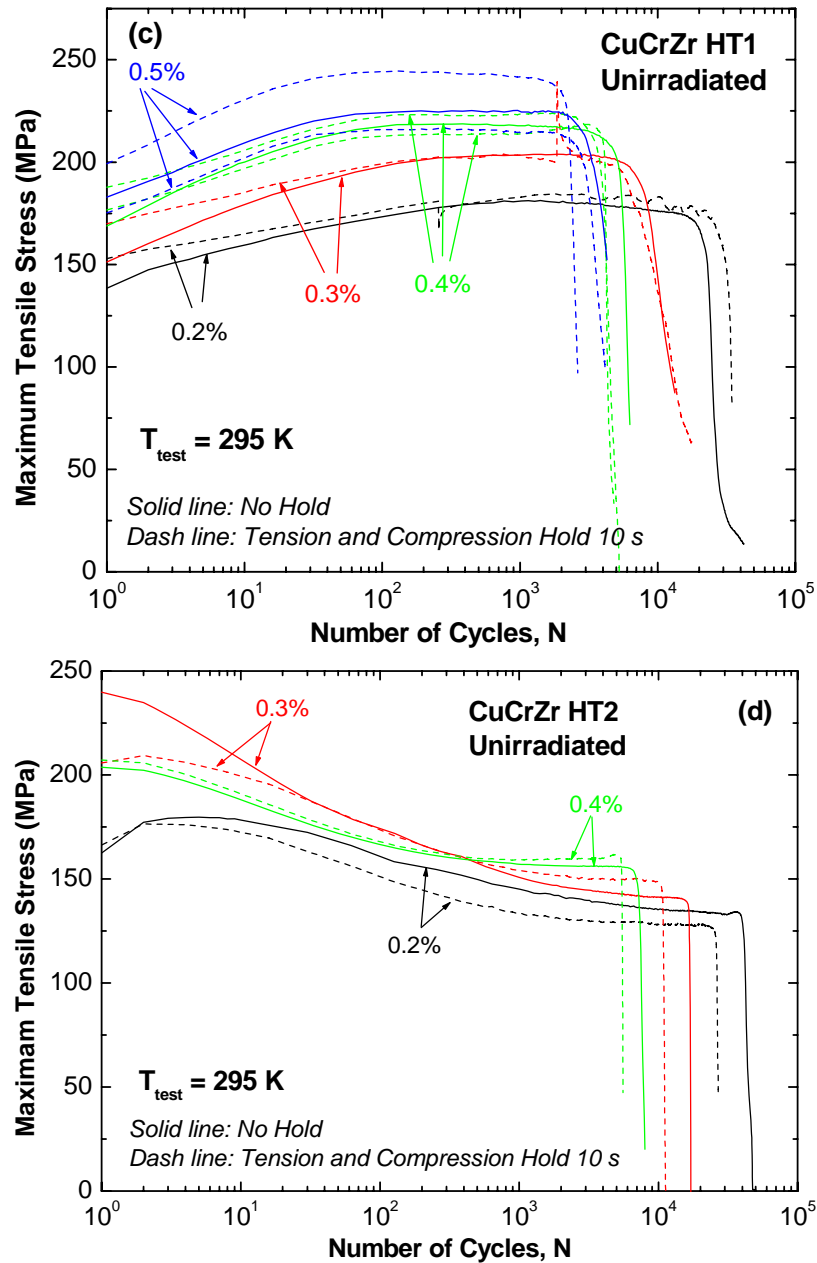 (c)
CuCrZr HT1
Unirradiated
0.5%
0.4%
0.3%
0.2%
T_test = 295 K
Solid line: No Hold
Dash line: Tension and Compression Hold 10 s
Maximum Tensile Stress (MPa)
250
200
150
100
50
0
10^0 10^1 10^2 10^3 10^4 10^5
Number of Cycles, N
(d)
CuCrZr HT2
Unirradiated
0.3%
0.4%
0.2%
T_test = 295 K
Solid line: No Hold
Dash line: Tension and Compression Hold 10 s
Maximam Tensile Stress (MPa)
250
200
150
100
50
0
10^0 10^1 10^2 10^3 10^4 10^5
Number of Cycles, N